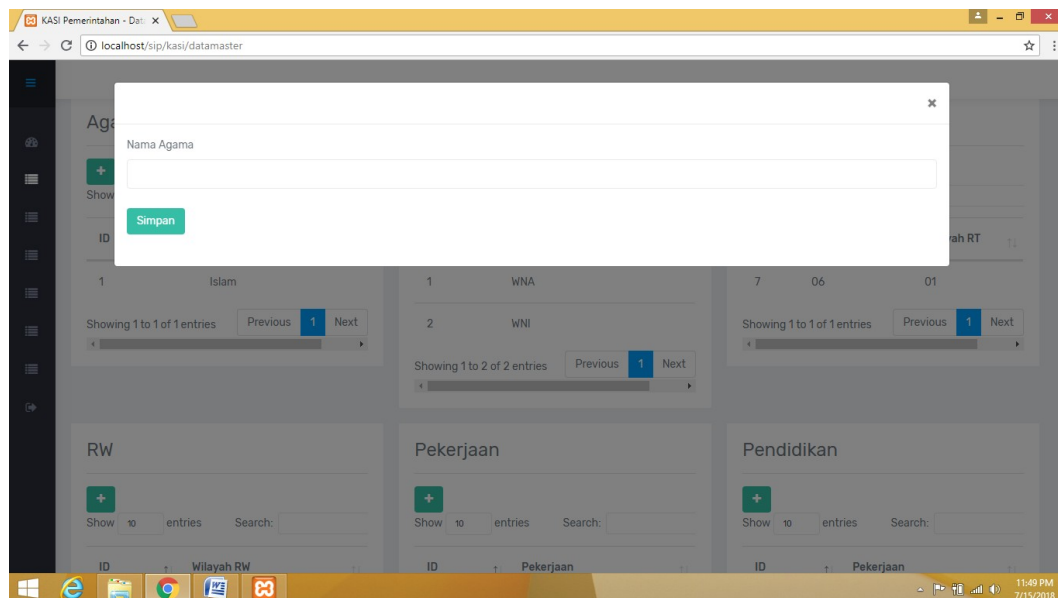 KASI Pemerintahan - Dat
localhost/sip/kasi/datamaster
Aga
Nama Agama
Show
Simpan
ID
ah RT
1 Islam
1 WNA
7 06 01
Showing 1 to 1 of 1 entries Previous 1 Next
2 WNI
Showing 1 to 1 of 1 entries Previous 1 Next
Showing 1 to 2 of 2 entries Previous 1 Next
RW
Pekerjaan
Pendidikan
Show 10 entries Search:
Show 10 entries Search:
Show 10 entries Search:
ID Wilayah RW
ID Pekerjaan
ID Pekerjaan
11:49 PM
7/15/2018